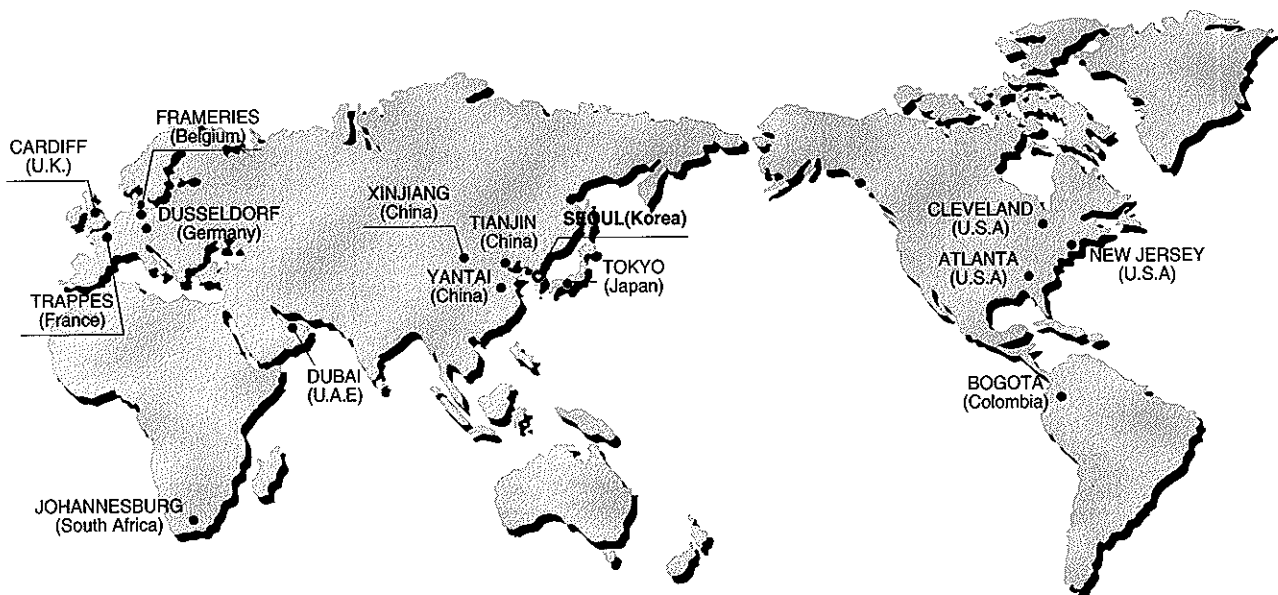 FRAMERIES
(Belgium)
CARDIFF
(U.K.)
DUSSELDORF
(Germany)
TRAPPES
(France)
XINJIANG
(China)
TIANJIN
(China)
SEOUL(Korea)
YANTAI
(China)
TOKYO
(Japan)
DUBAI
(U.A.E)
JOHANNESBURG
(South Africa)
CLEVELAND
(U.S.A)
NEW JERSEY
(U.S.A)
ATLANTA
(U.S.A)
BOGOTA
(Colombia)